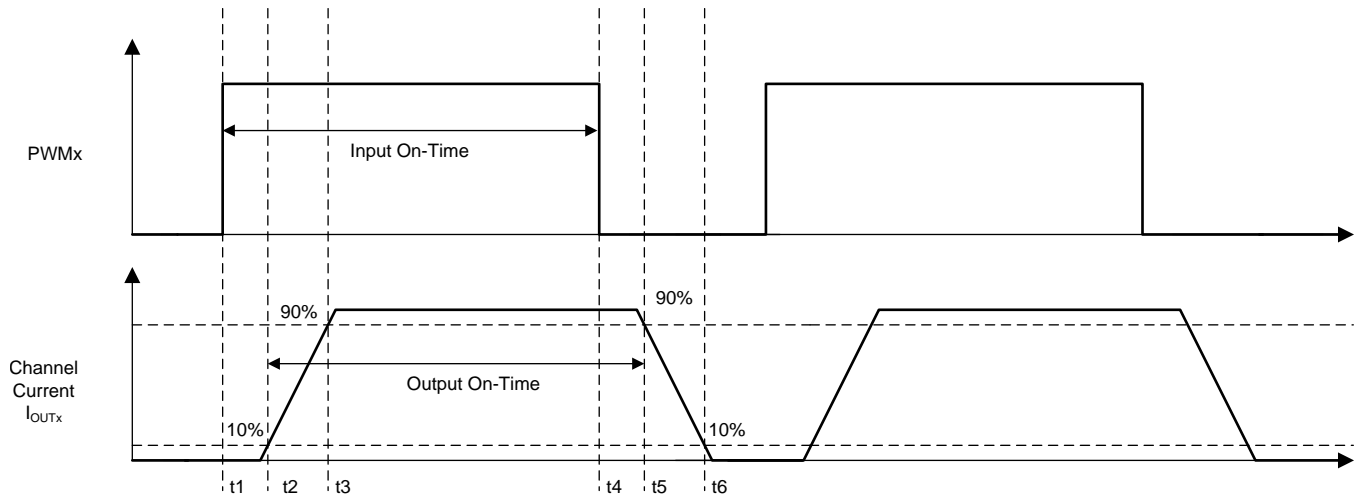 PWMx
Input On-Time
90%
90%
Channel
Current
IOUTx
Output On-Time
10%
10%
t1
t2
t3
t4
t5
t6